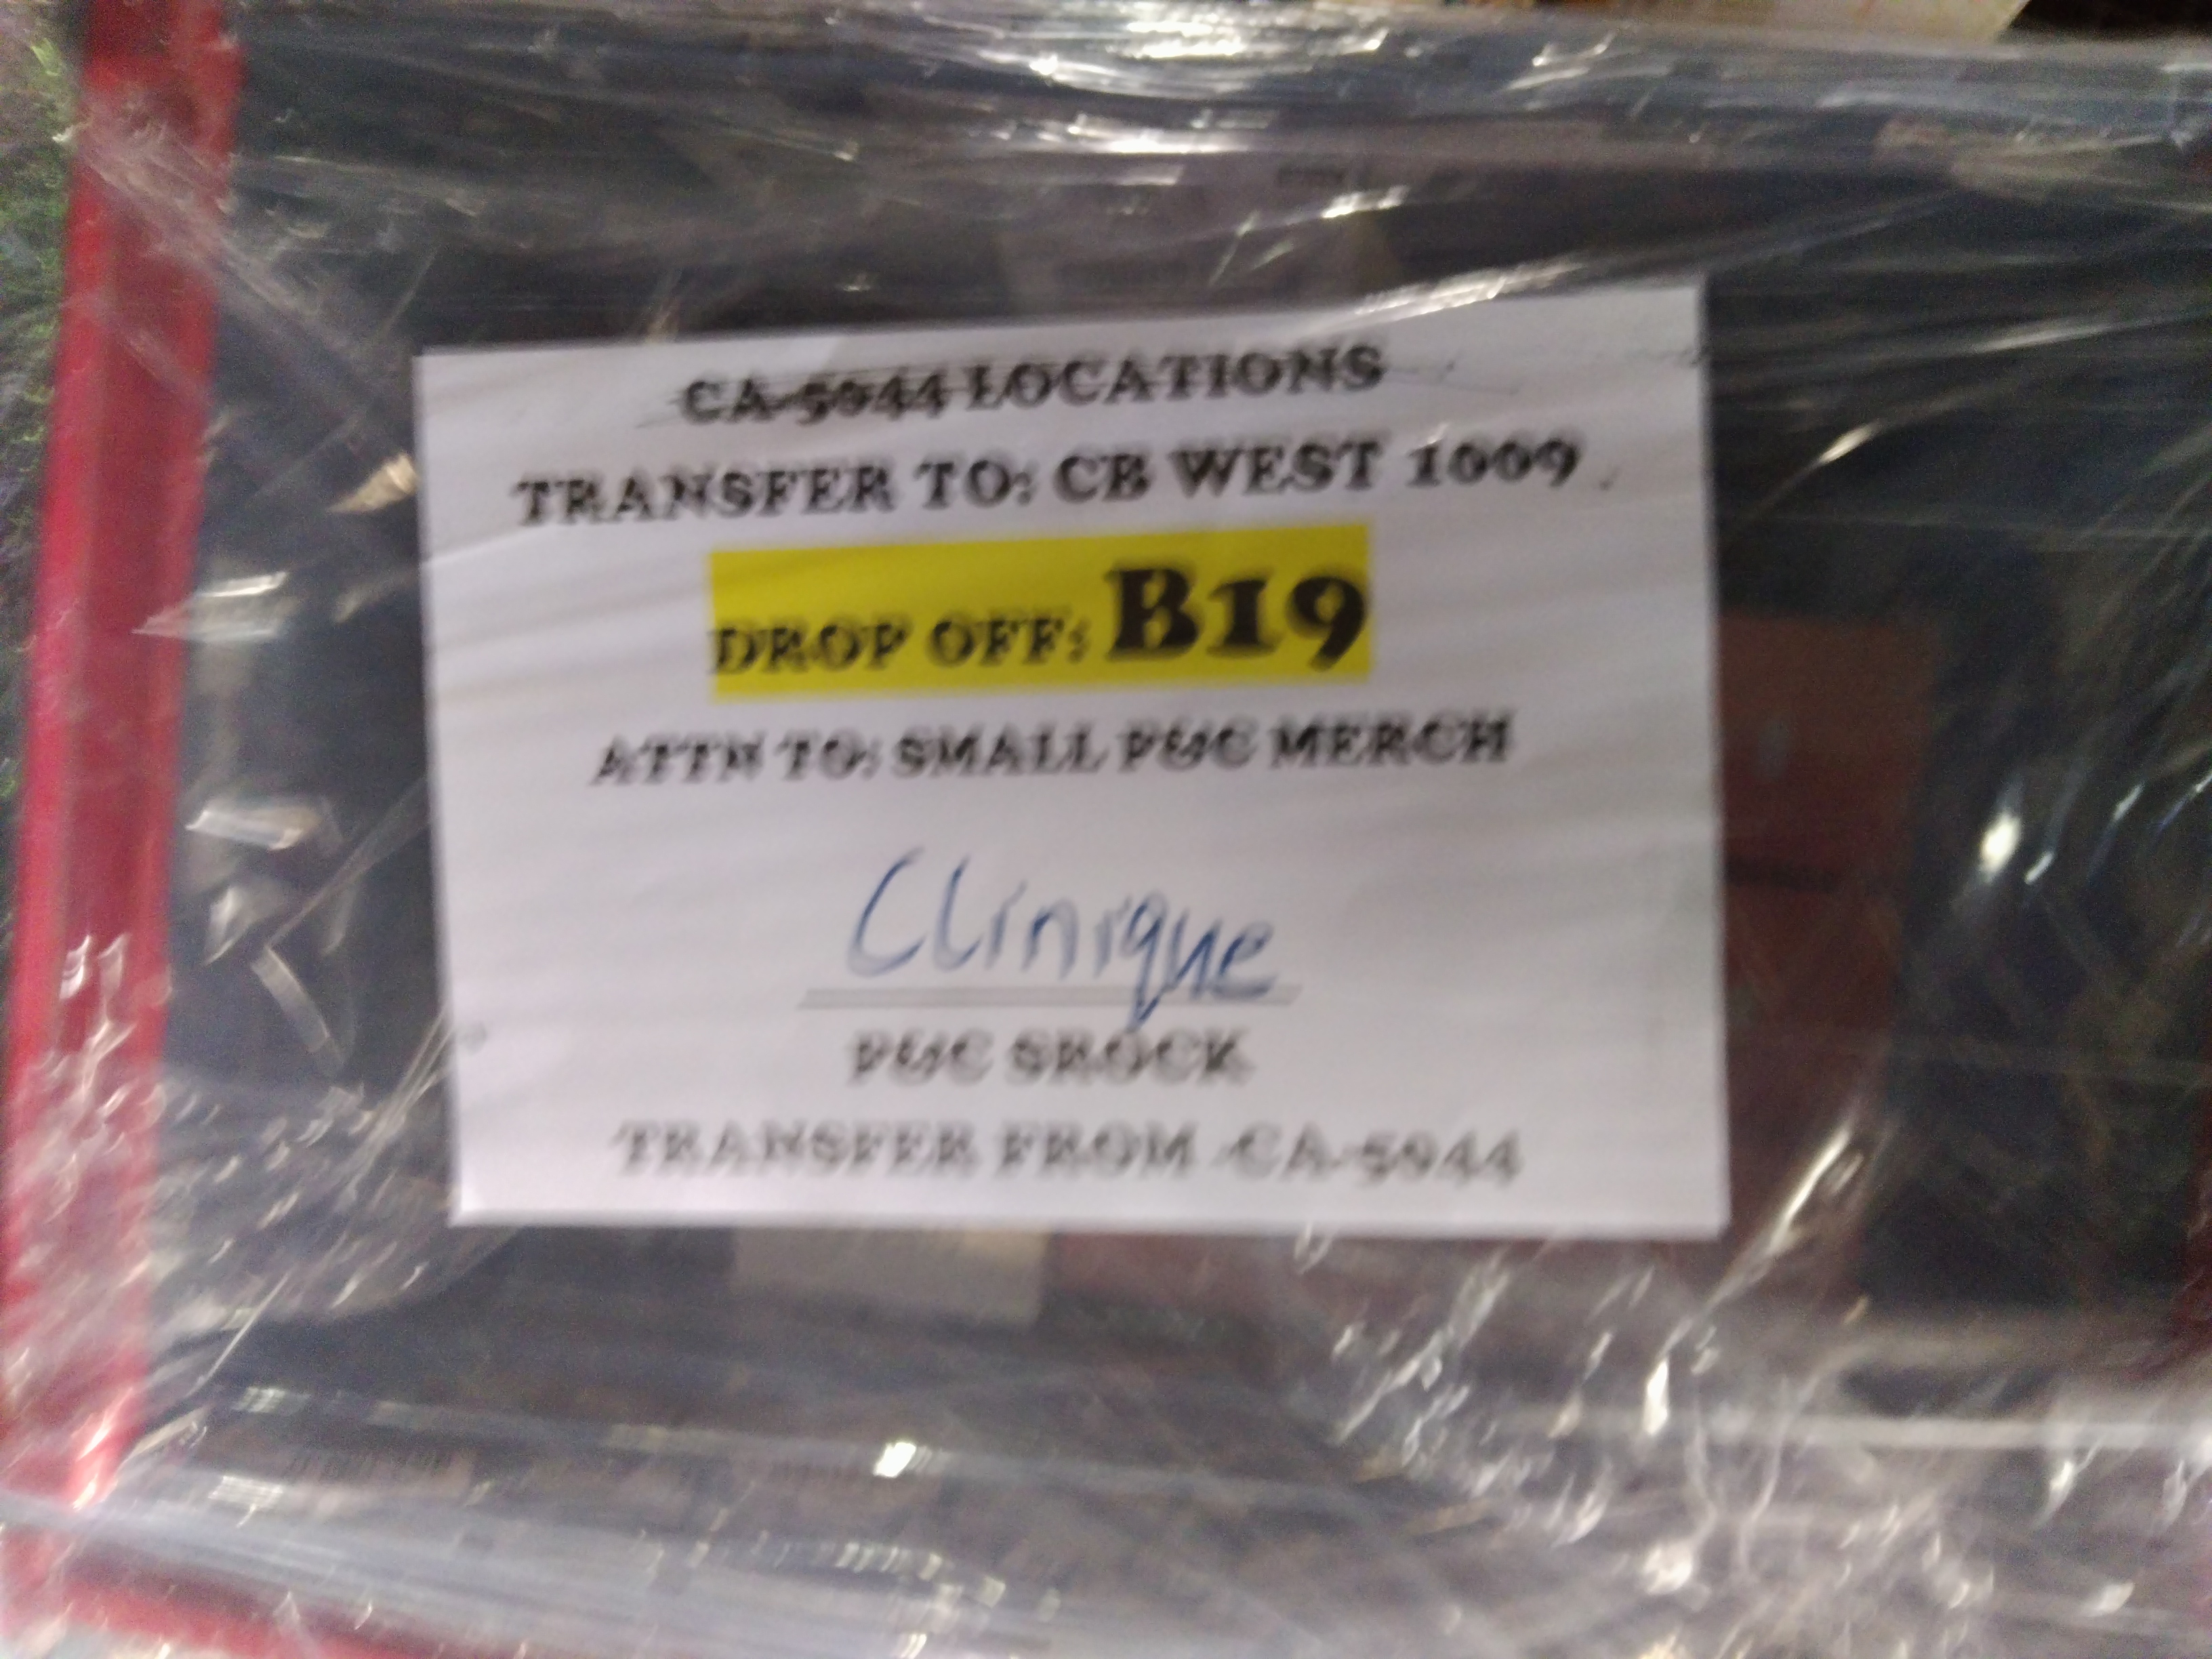 CA-5944 LOCATIONS
TRANSFER TO: CB WEST 1009
DROP OFF: B19
ATTN TO: SMALL P&C MERCH
Clinique
P&C SROCK
TRANSFER FROM -CA-5944